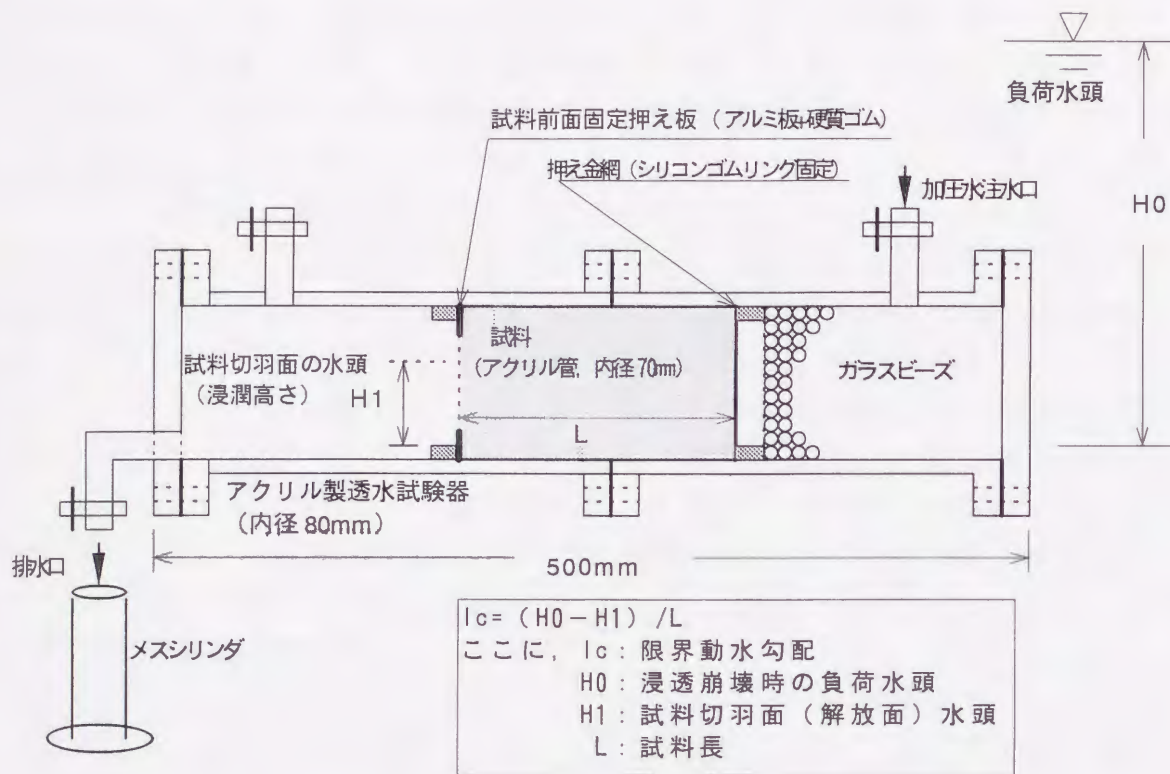 負荷水頭
試料前面固定押え板(アルミ板+硬質ゴム)
押え金網(シリコンゴムリング固定)
加圧水注水口
H0
試料
(アクリル管, 内径70mm)
試料切羽面の水頭
(浸潤高さ)
H1
ガラスビーズ
L
アクリル製透水試験器
(内径80mm)
排水口
500mm
メスシリンダ
Ic=(H0-H1)/L
ここに, Ic:限界動水勾配
H0:浸透崩壊時の負荷水頭
H1:試料切羽面(解放面)水頭
L:試料長